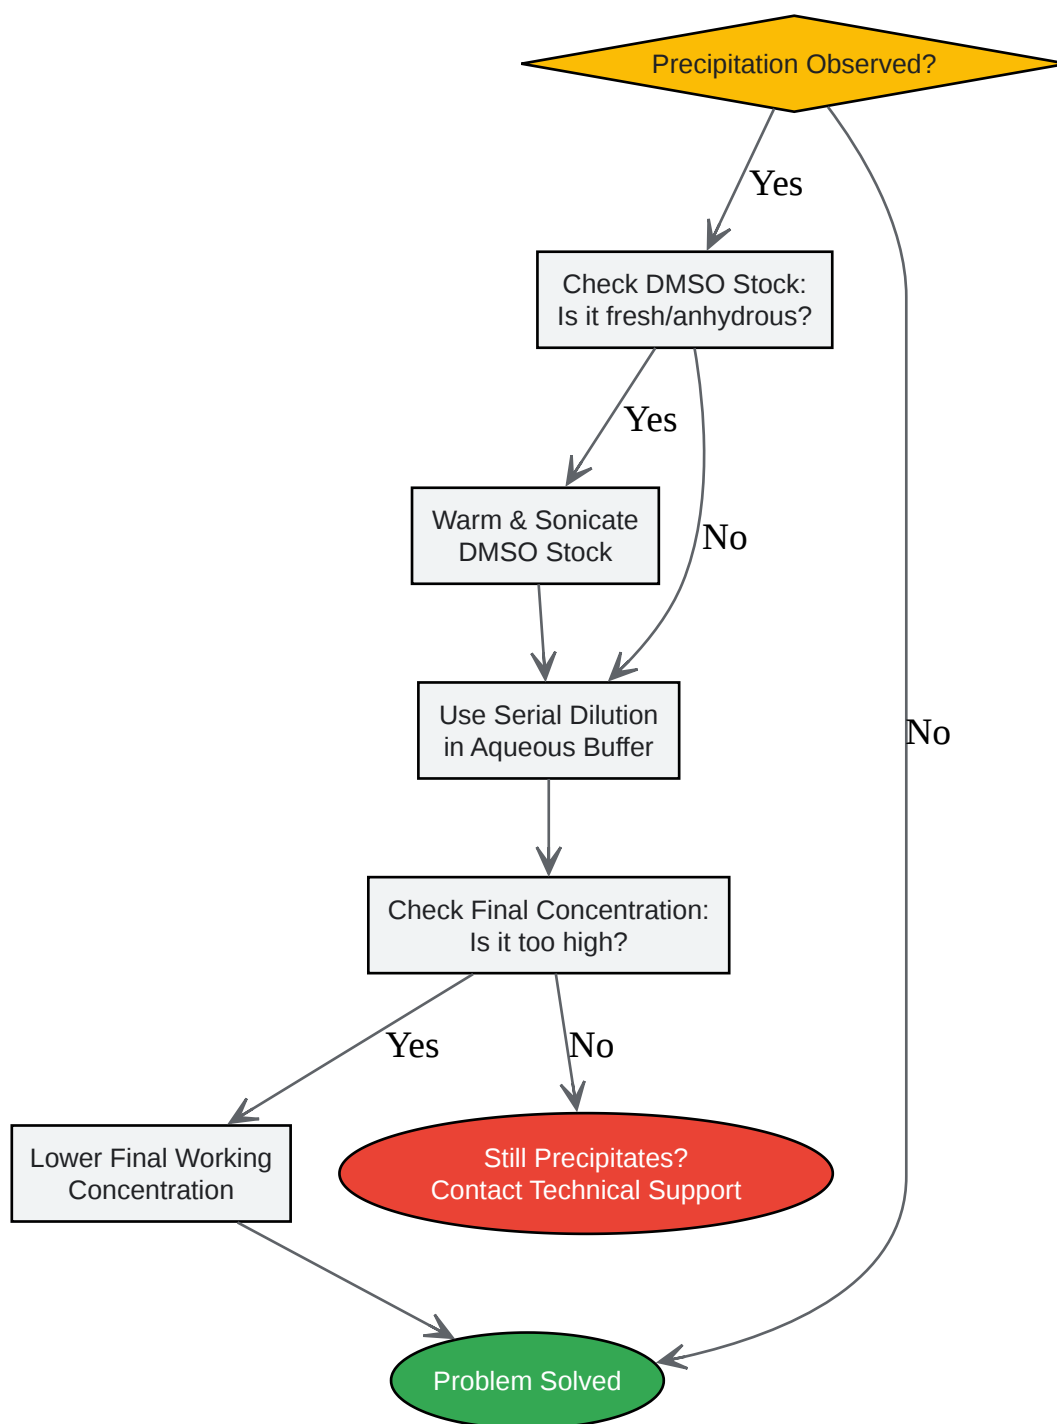 Precipitation Observed?
Yes
Check DMSO Stock:
Is it fresh/anhydrous?
Yes
Warm & Sonicate
DMSO Stock
No
Use Serial Dilution
in Aqueous Buffer
No
Check Final Concentration:
Is it too high?
Yes
No
Lower Final Working
Concentration
Still Precipitates?
Contact Technical Support
Problem Solved